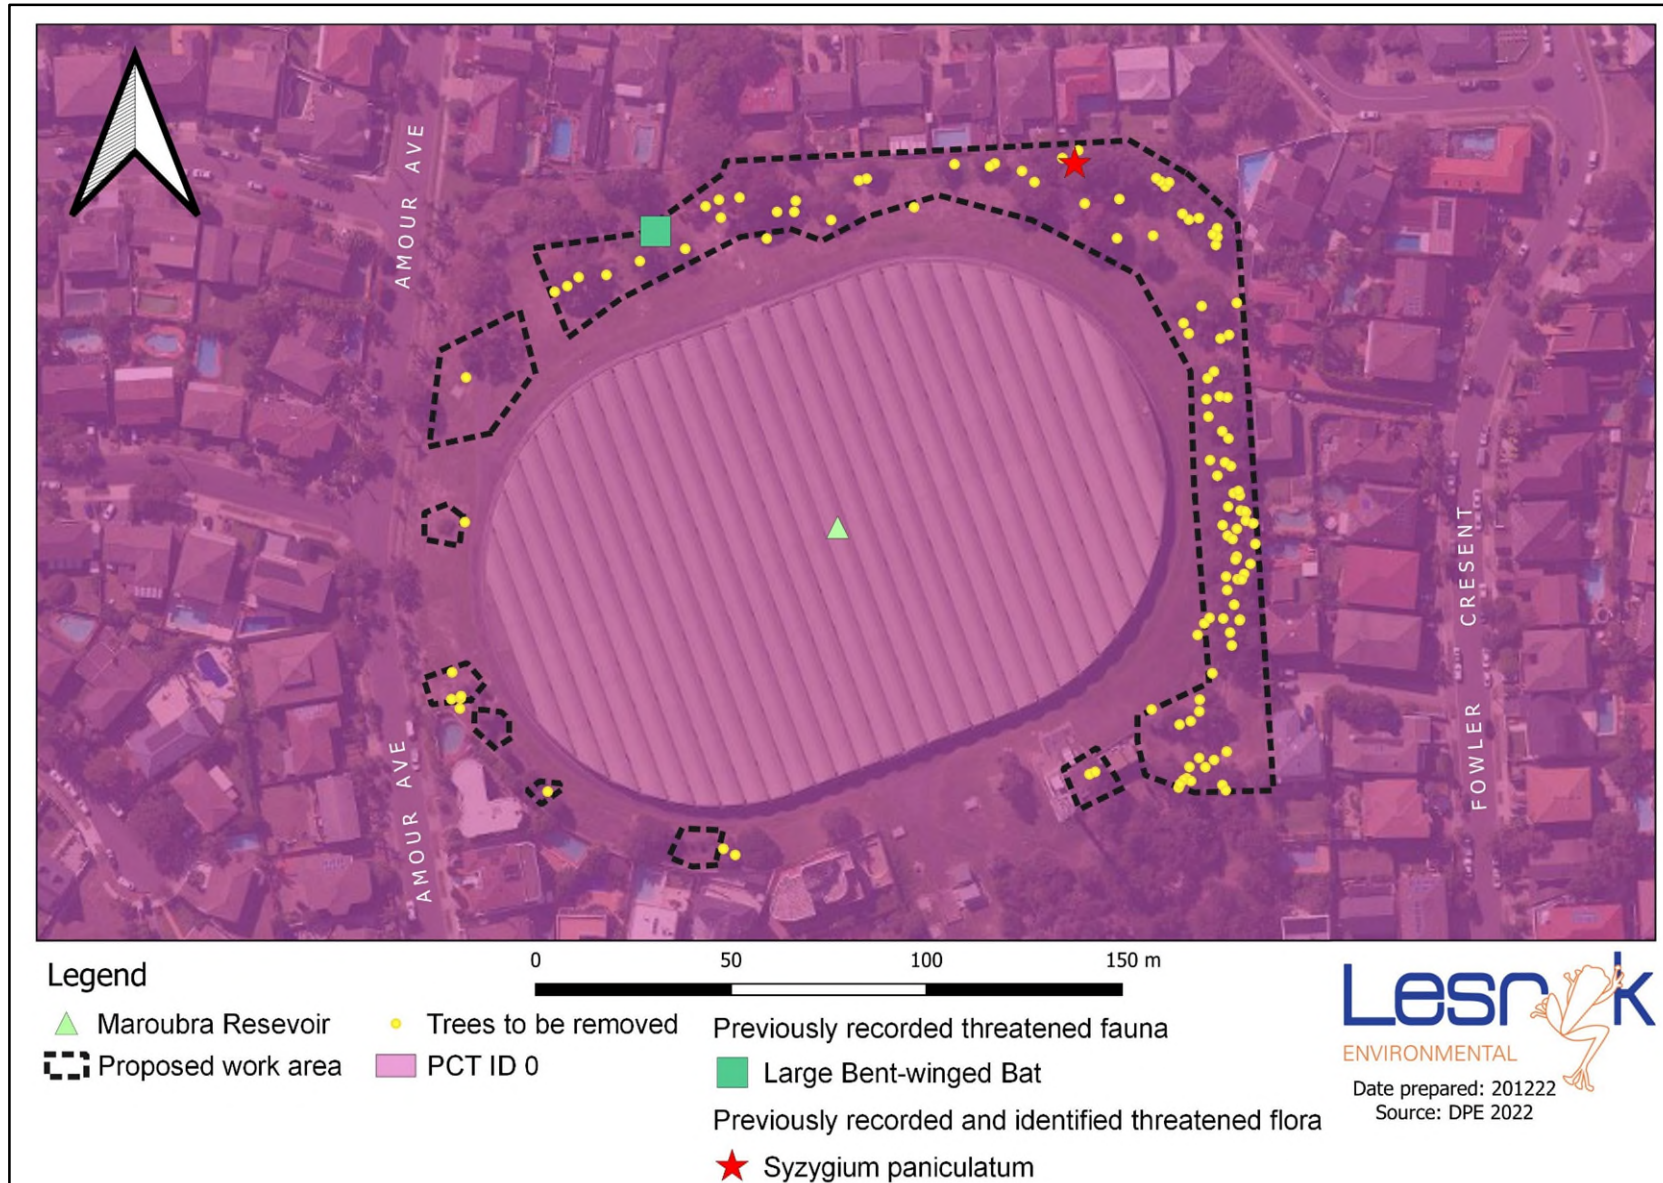 AMOUR AVE
AMOUR AVE
FOWLER CRESENT
Legend
Maroubra Resevoir
Proposed work area
Trees to be removed
PCT ID 0
0 50 100 150 m
Previously recorded threatened fauna
Large Bent-winged Bat
Previously recorded and identified threatened flora
Syzygium paniculatum
Lesryk
ENVIRONMENTAL
Date prepared: 201222
Source: DPE 2022